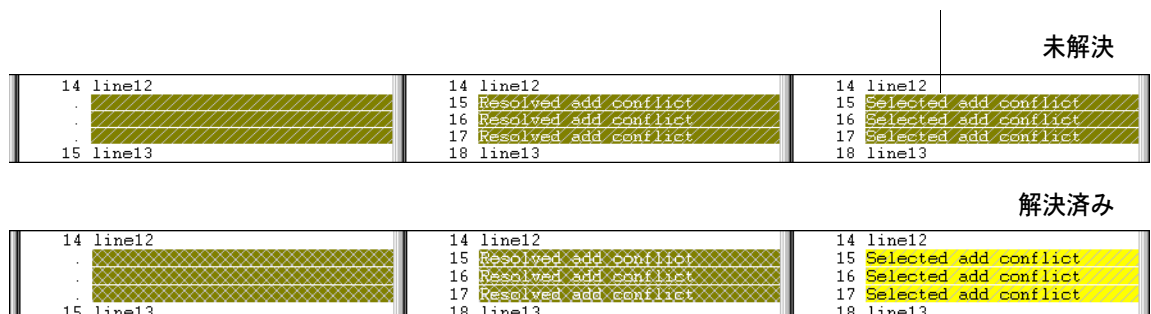 未解決
14 line12 14 line12 14 line12
. 15 Resolved add conflict 15 Selected add conflict
. 16 Resolved add conflict 16 Selected add conflict
. 17 Resolved add conflict 17 Selected add conflict
15 line13 18 line13 18 line13
解決済み
14 line12 14 line12 14 line12
. 15 Resolved add conflict 15 Selected add conflict
. 16 Resolved add conflict 16 Selected add conflict
. 17 Resolved add conflict 17 Selected add conflict
15 line13 18 line13 18 line13